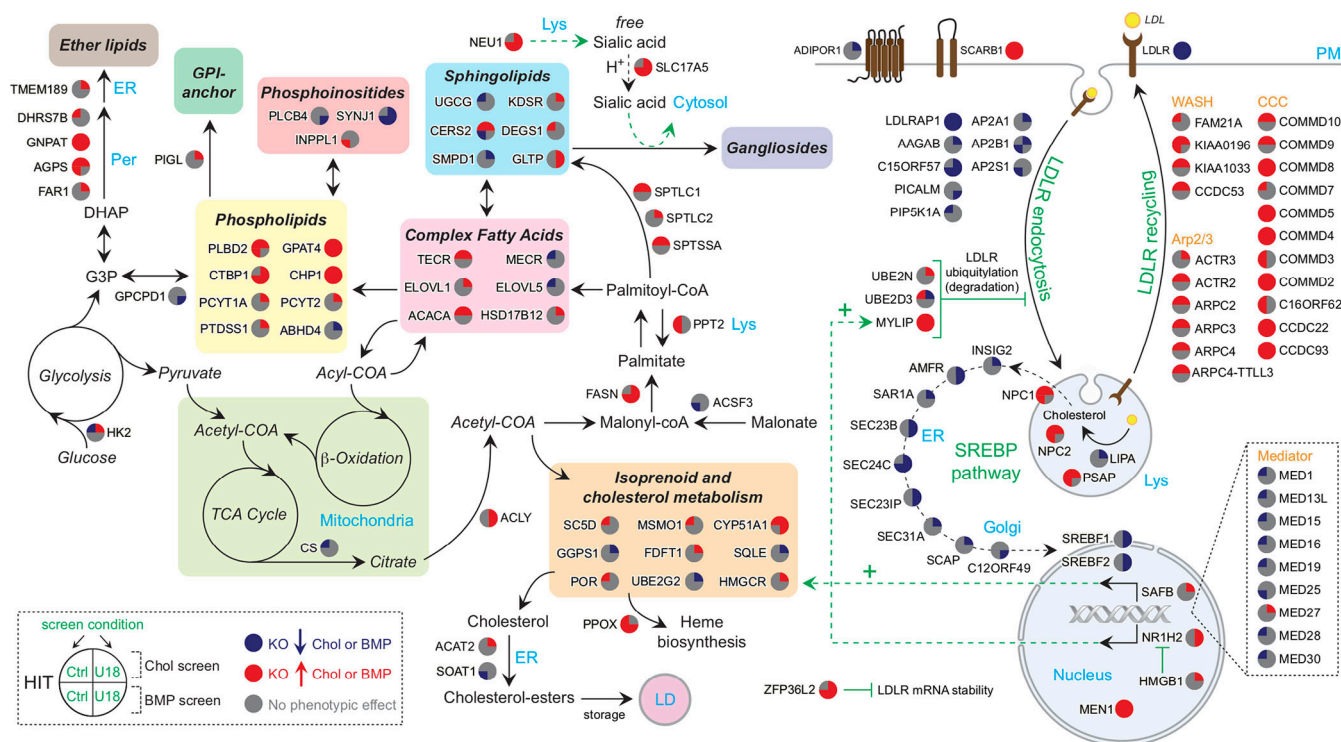 Ether lipids
TMEM189
ER
DHRS7B
GNPAT
Per
AGPS
FAR1
DHAP
G3P
GPCPD1
Glycolysis
Pyruvate
HK2
Glucose
GPI-
anchor
PIGL
Phosphoinositides
PLCB4
SYNJ1
INPPL1
Phospholipids
PLBD2
GPAT4
CTBP1
CHP1
PCYT1A
PCYT2
PTDSS1
ABHD4
NEU1
Lys
free
Sialic acid
H+
SLC17A5
Sialic acid
Cytosol
Sphingolipids
UGCG
KDSR
CERS2
DEGS1
SMPD1
GLTP
Gangliosides
SPTLC1
SPTLC2
SPTSSA
Complex Fatty Acids
TECR
MECR
ELOVL1
ELOVL5
ACACA
HSD17B12
Palmitoyl-CoA
PPT2
Lys
Palmitate
FASN
ACSF3
Acetyl-COA
Malonyl-coA
Malonate
Acyl-COA
Acetyl-COA
β-Oxidation
TCA Cycle
Mitochondria
CS
Citrate
ACLY
Isoprenoid and
cholesterol metabolism
SC5D
MSMO1
CYP51A1
GGPS1
FDFT1
SQLE
POR
UBE2G2
HMGCR
Cholesterol
PPOX
Heme
biosynthesis
ACAT2
ER
SOAT1
Cholesterol-esters
storage
LD
screen condition
HIT
Ctrl
U18
Ctrl
U18
Chol screen
BMP screen
KO
Chol or BMP
KO
Chol or BMP
No phenotypic effect
ADIPOR1
SCARB1
LDL
LDLR
PM
LDLRAP1
AP2A1
AAGAB
AP2B1
C15ORF57
AP2S1
PICALM
PIP5K1A
LDLR endocytosis
LDLR recycling
WASH
FAM21A
KIAA0196
KIAA1033
CCDC53
Arp2/3
ACTR3
ACTR2
ARPC2
ARPC3
ARPC4
ARPC4-TTLL3
CCC
COMMD10
COMMD9
COMMD8
COMMD7
COMMD5
COMMD4
COMMD3
COMMD2
C16ORF62
CCDC22
CCDC93
UBE2N
UBE2D3
MYLIP
LDLR
ubiquitylation
(degradation)
+
INSIG2
AMFR
SAR1A
SEC23B
ER
SEC24C
SEC23IP
SEC31A
Golgi
SCAP
C12ORF49
SREBP
pathway
NPC1
Cholesterol
NPC2
LIPA
PSAP
Lys
SREBF1
SREBF2
+
SAFB
NR1H2
Nucleus
HMGB1
MEN1
ZFP36L2
LDLR mRNA stability
Mediator
MED1
MED13L
MED15
MED16
MED19
MED25
MED27
MED28
MED30